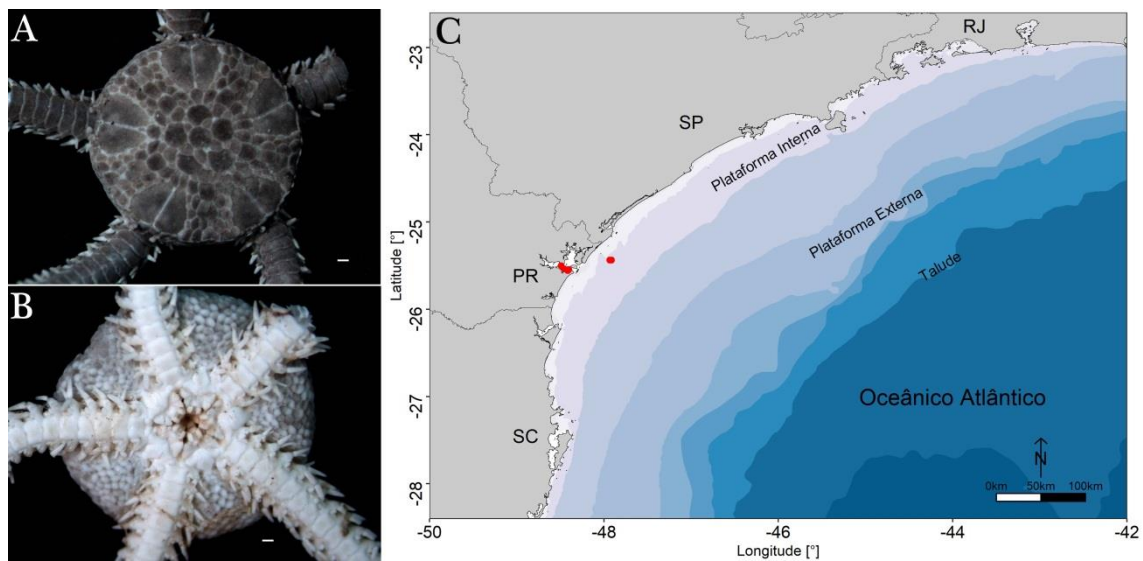 A
B
C
RJ
SP
PR
SC
Plataforma Interna
Plataforma Externa
Talude
Oceânico Atlântico
N
0km 50km 100km
-23
-24
-25
-26
-27
-28
Latitude [°]
-50 -48 -46 -44 -42
Longitude [°]